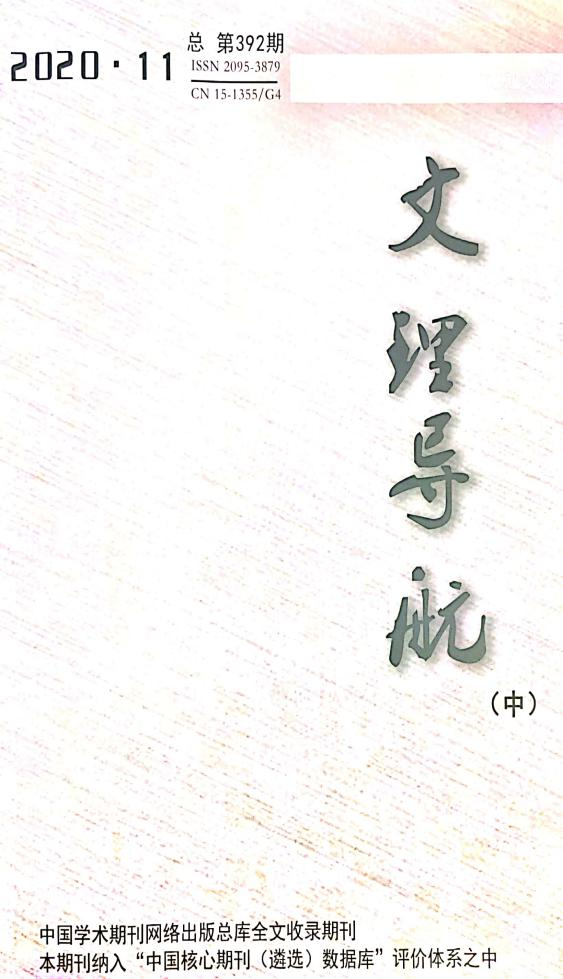 2020·11
总 第392期
ISSN 2095-3879
CN 15-1355/G4
文理导航
（中）
中国学术期刊网络出版总库全文收录期刊
本期刊纳入“中国核心期刊（遴选）数据库”评价体系之中